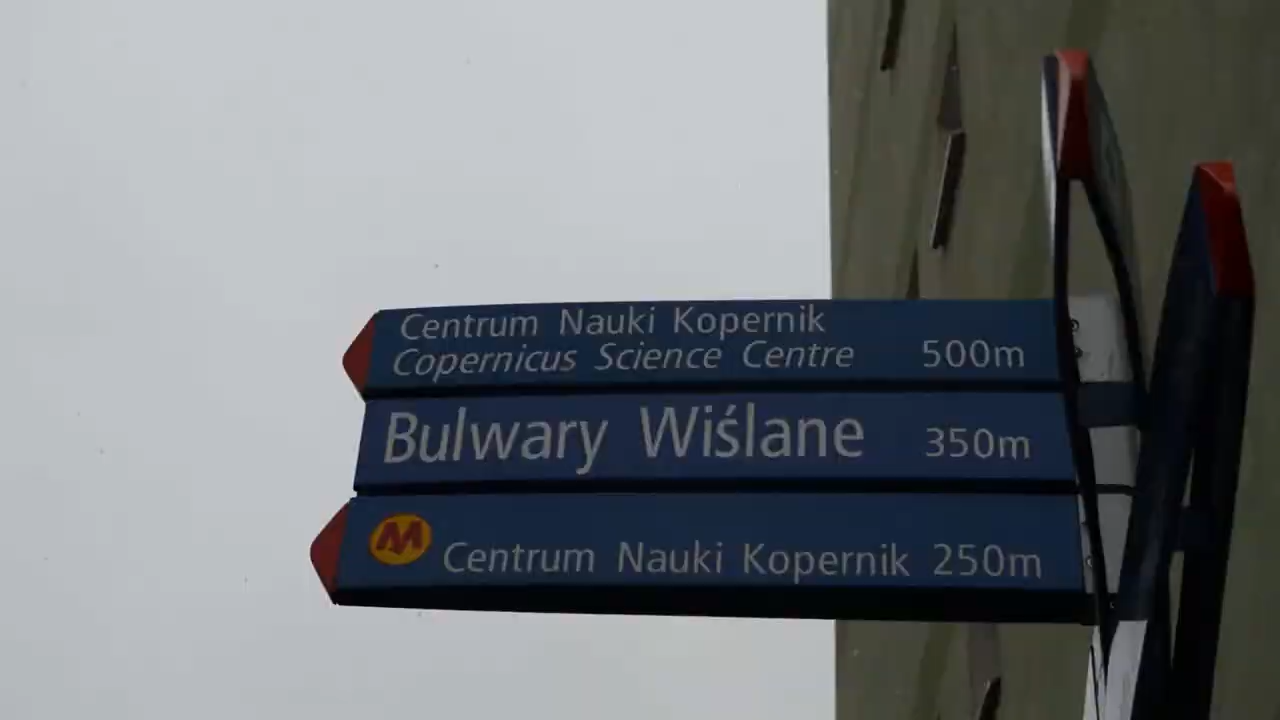 Centrum Nauki Kopernik
Copernicus Science Centre 500m
Bulwary Wiślane 350m
M Centrum Nauki Kopernik 250m